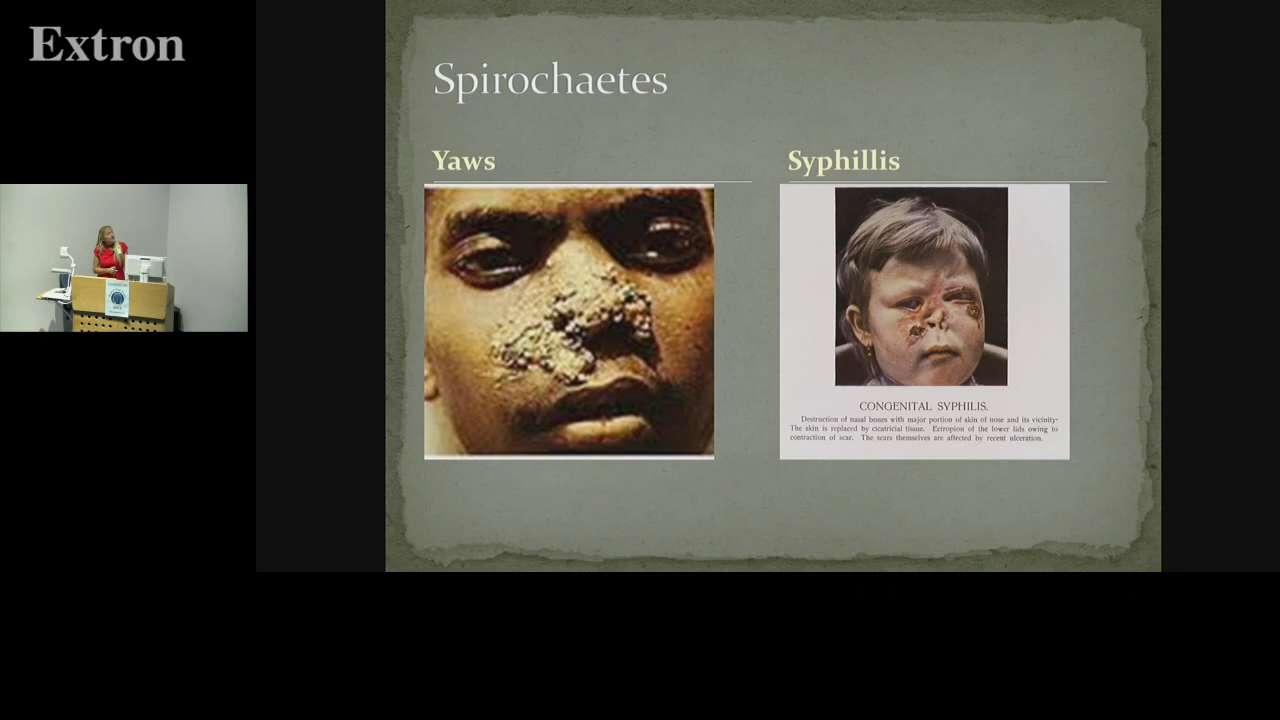 Extron
Spirochaetes
Yaws
Syphillis
CONGENITAL SYPHILIS.
Destruction of nasal bones with major portion of skin of nose and its vicinity·
The skin is replaced by cicatricial tissue. Ectropion of the lower lids owing to
contraction of scar. The scars themselves are affected by recent ulceration.